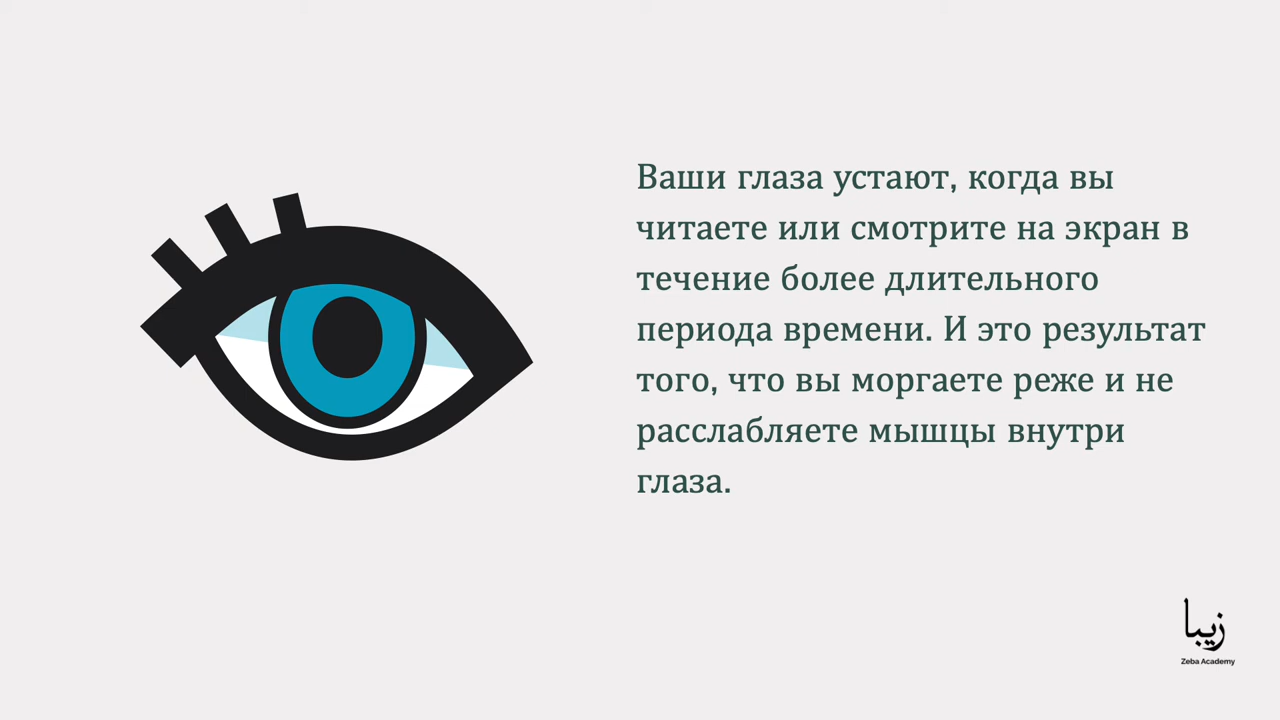 Ваши глаза устают, когда вы
читаете или смотрите на экран в
течение более длительного
периода времени. И это результат
того, что вы моргаете реже и не
расслабляете мышцы внутри
глаза.
زیبا
Zeba Academy